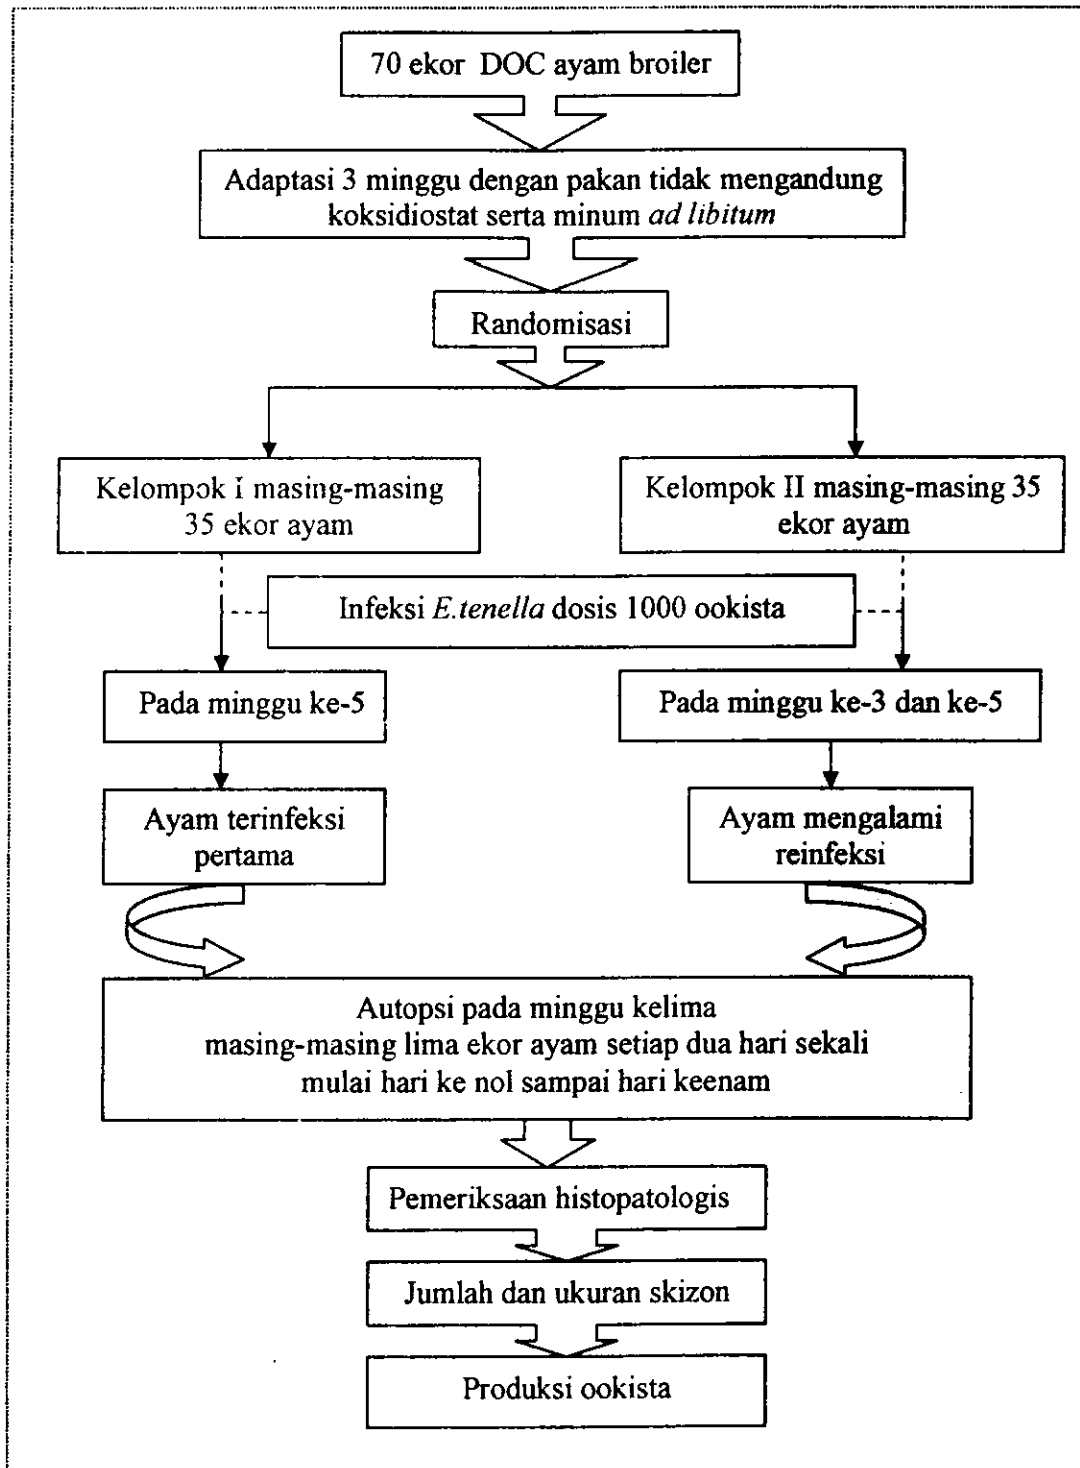 70 ekor DOC ayam broiler
Adaptasi 3 minggu dengan pakan tidak mengandung
koksidiostat serta minum ad libitum
Randomisasi
Kelompok I masing-masing
35 ekor ayam
Kelompok II masing-masing 35
ekor ayam
Infeksi E.tenella dosis 1000 ookista
Pada minggu ke-5
Pada minggu ke-3 dan ke-5
Ayam terinfeksi
pertama
Ayam mengalami
reinfeksi
Autopsi pada minggu kelima
masing-masing lima ekor ayam setiap dua hari sekali
mulai hari ke nol sampai hari keenam
Pemeriksaan histopatologis
Jumlah dan ukuran skizon
Produksi ookista